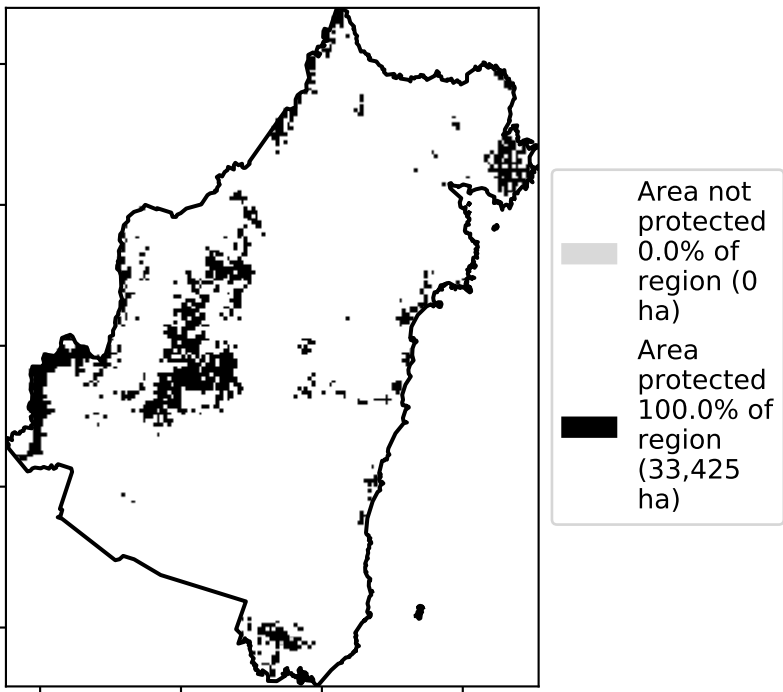 Area not
protected
0.0% of
region (0
ha)
Area
protected
100.0% of
region
(33,425
ha)